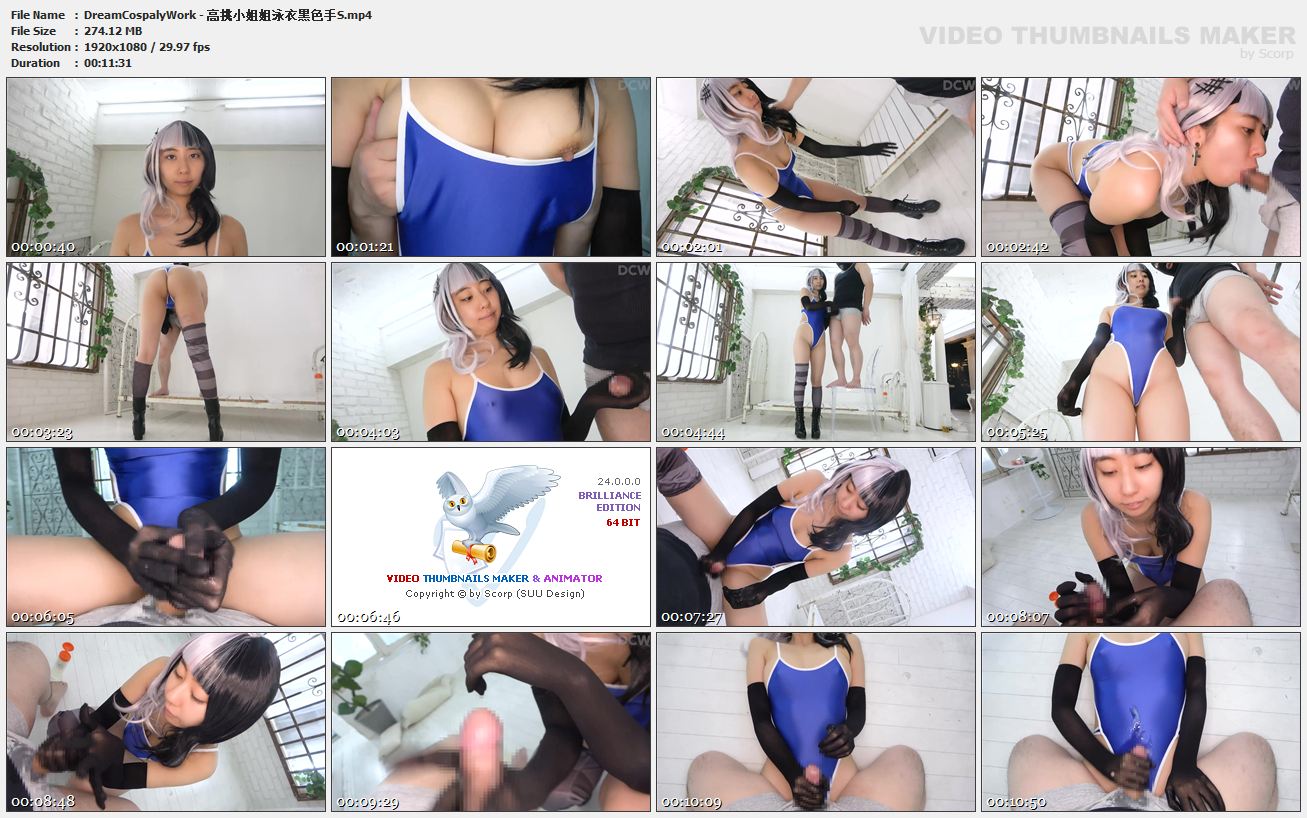 File Name : DreamCospalyWork - 高挑小姐姐泳衣黑色手S.mp4
File Size : 274.12 MB
Resolution : 1920x1080 / 29.97 fps
Duration : 00:11:31
VIDEO THUMBNAILS MAKER
by Scorp
00:00:40
DCW
00:01:21
DCW
00:02:01
00:02:42
00:03:23
DCW
00:04:03
00:04:44
00:05:25
00:06:05
24.0.0.0
BRILLIANCE
EDITION
64 BIT
VIDEO THUMBNAILS MAKER & ANIMATOR
Copyright © by Scorp (SUU Design)
00:06:46
00:07:27
00:08:07
00:08:48
DCW
00:09:29
00:10:09
00:10:50